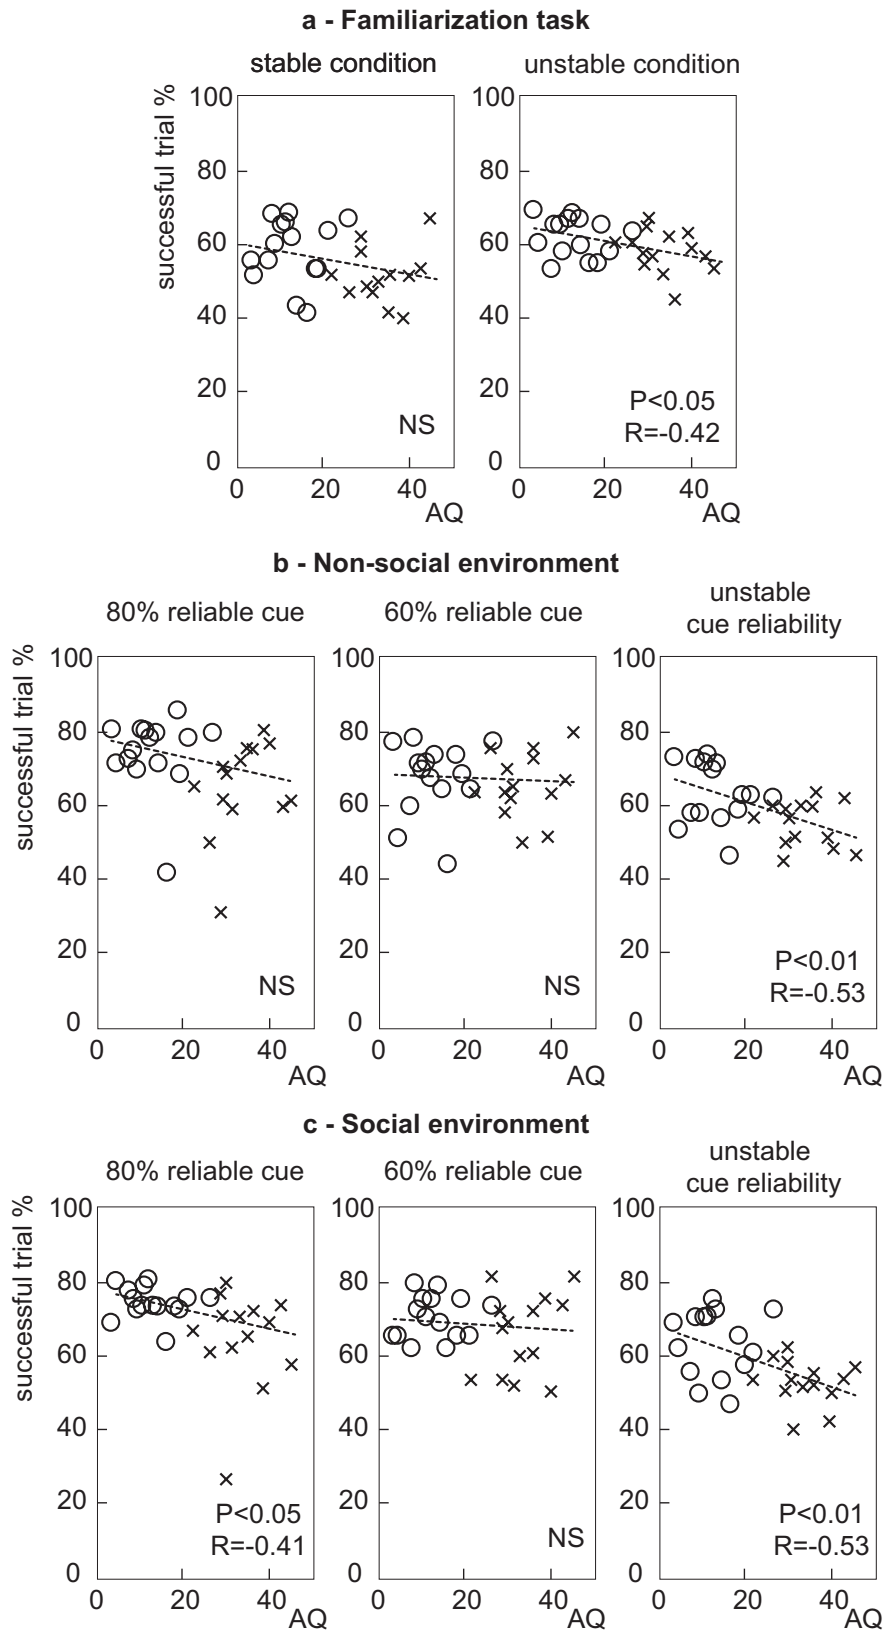 a - Familiarization task
stable condition
unstable condition
successful trial %
100
80
60
40
20
0
NS
0 20 40
AQ
100
80
60
40
20
0
P<0.05
R=-0.42
0 20 40
AQ
b - Non-social environment
80% reliable cue
60% reliable cue
unstable
cue reliability
successful trial %
100
80
60
40
20
0
NS
0 20 40
AQ
100
80
60
40
20
0
NS
0 20 40
AQ
100
80
60
40
20
0
P<0.01
R=-0.53
0 20 40
AQ
c - Social environment
80% reliable cue
60% reliable cue
unstable
cue reliability
successful trial %
100
80
60
40
20
0
P<0.05
R=-0.41
0 20 40
AQ
100
80
60
40
20
0
NS
0 20 40
AQ
100
80
60
40
20
0
P<0.01
R=-0.53
0 20 40
AQ